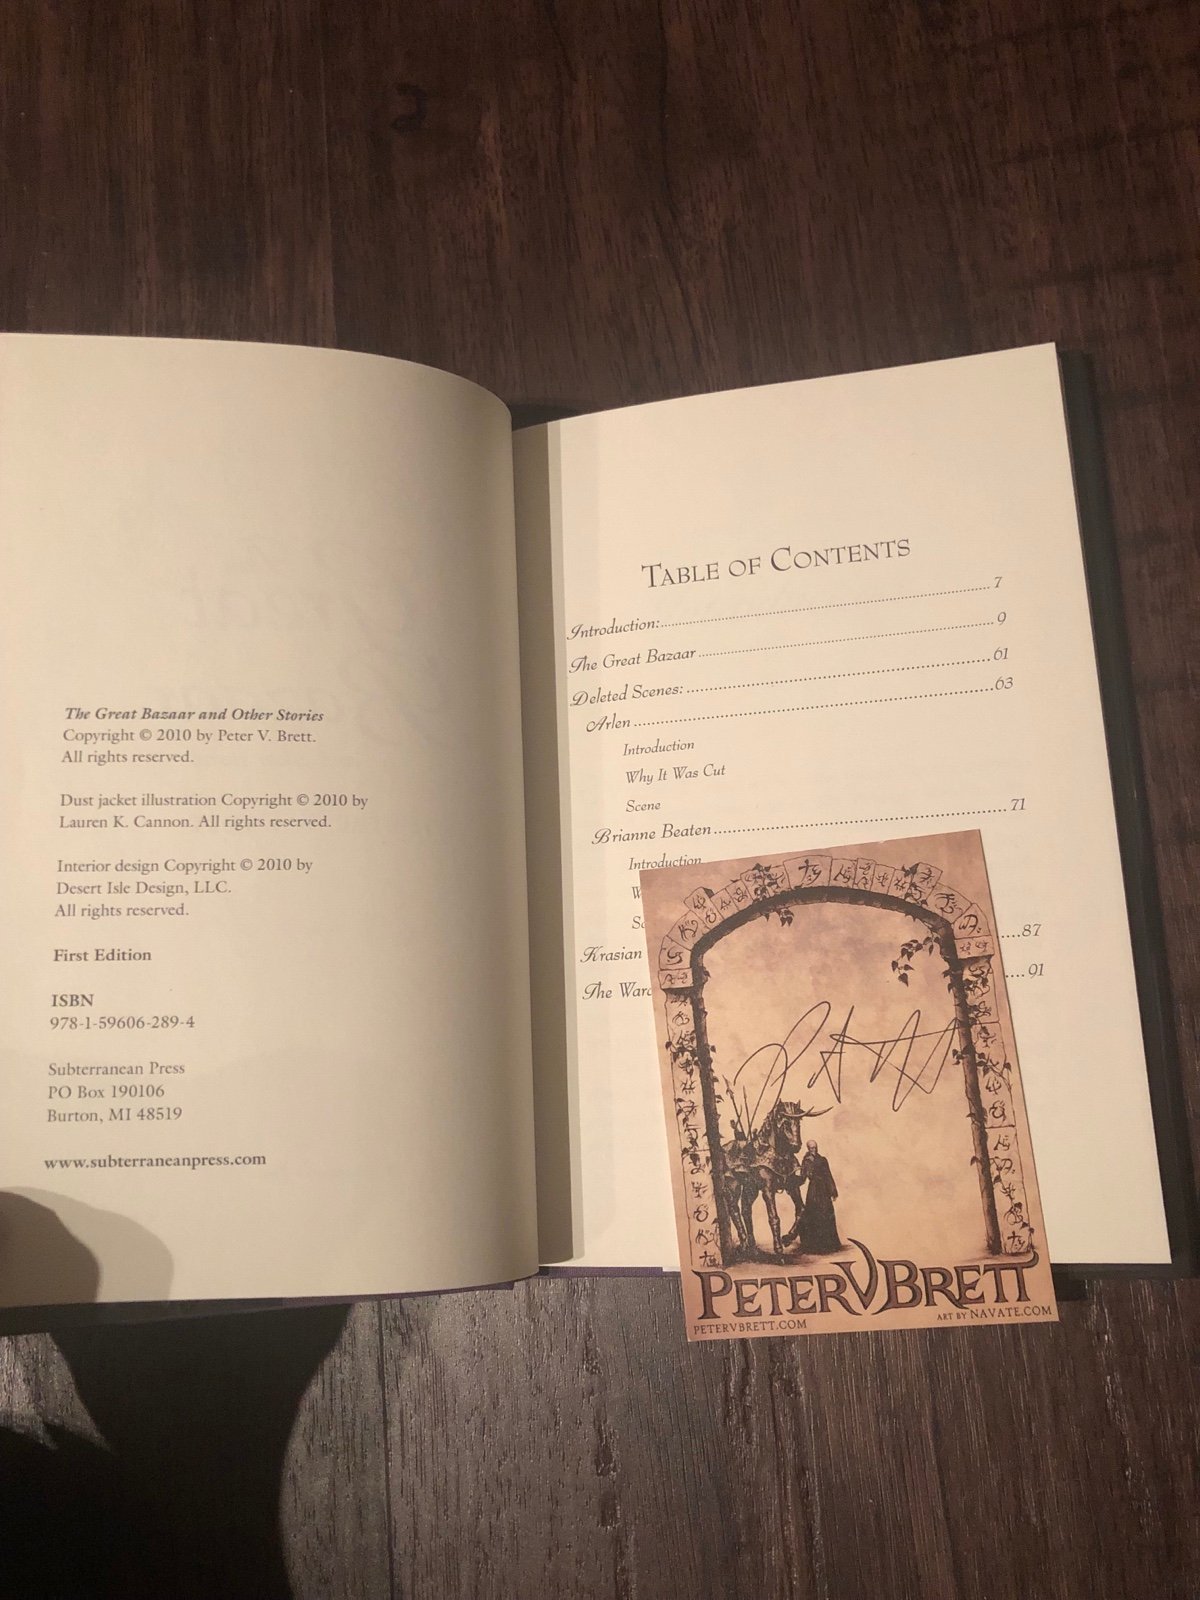 The Great Bazaar and Other Stories
Copyright © 2010 by Peter V. Brett.
All rights reserved.
Dust jacket illustration Copyright © 2010 by
Lauren K. Cannon. All rights reserved.
Interior design Copyright © 2010 by
Desert Isle Design, LLC.
All rights reserved.
First Edition
ISBN
978-1-59606-289-4
Subterranean Press
PO Box 190106
Burton, MI 48519
www.subterraneanpress.com
TABLE OF CONTENTS
Introduction:..........7
The Great Bazaar..........9
Deleted Scenes:..........61
Arlen..........63
Introduction
Why It Was Cut
Scene
Brianne Beaten..........71
Introduction
Krasian ....87
The ....91
PETER V BRETT
PETERVBRETT.COM
ART BY NAVATE.COM